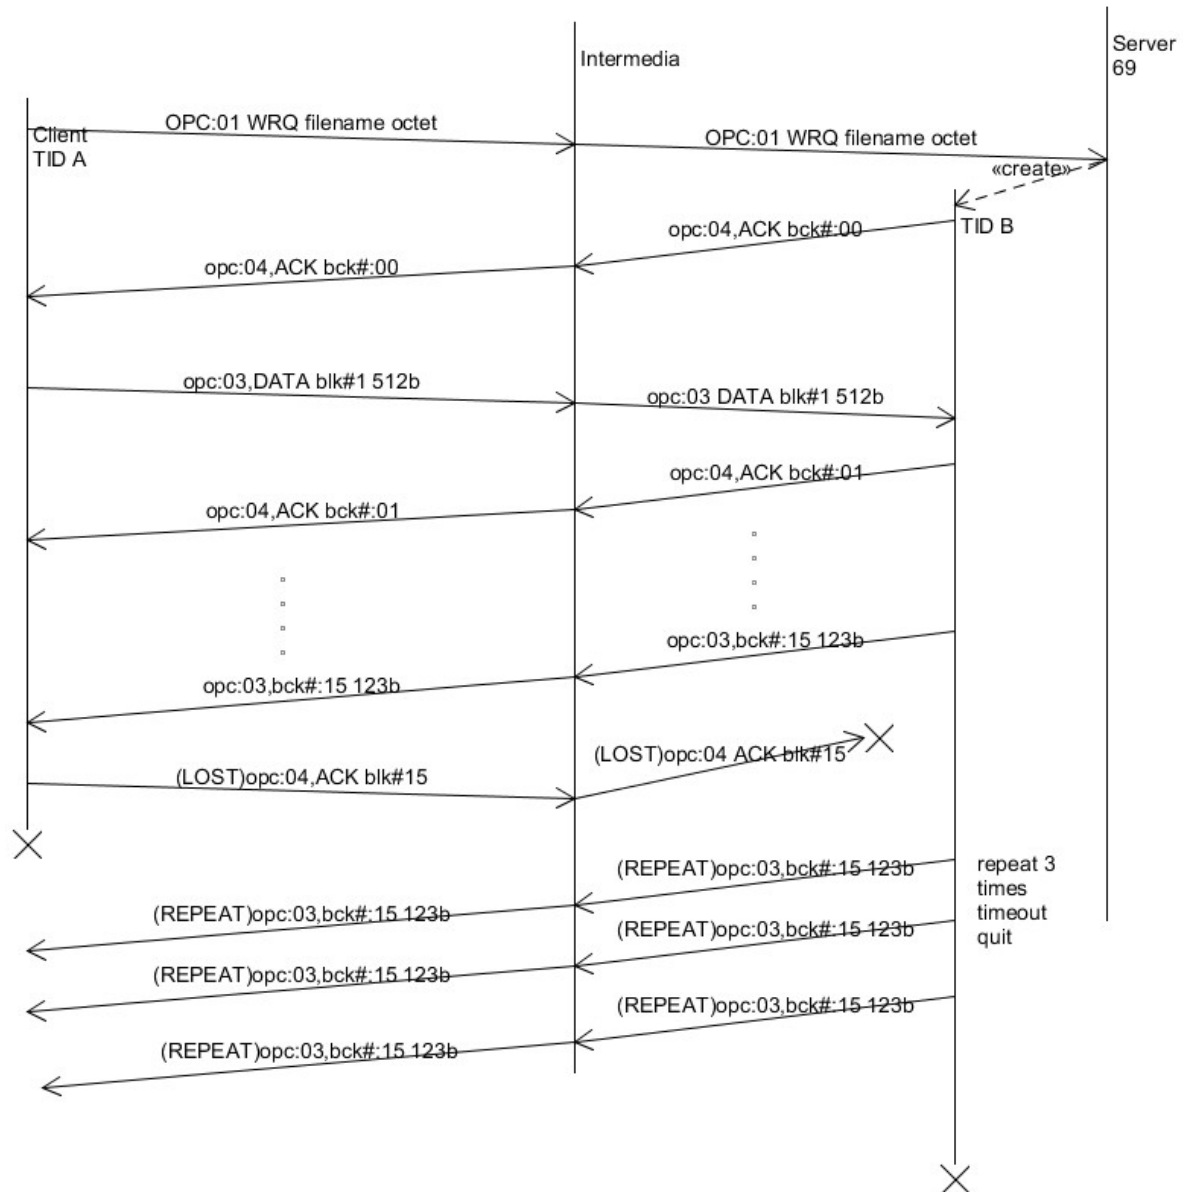 Server
69
Intermedia
Client
TID A
OPC:01 WRQ filename octet
OPC:01 WRQ filename octet
«create»
TID B
opc:04,ACK bck#:00
opc:04,ACK bck#:00
opc:03,DATA blk#1 512b
opc:03 DATA blk#1 512b
opc:04,ACK bck#:01
opc:04,ACK bck#:01
opc:03,bck#:15 123b
opc:03,bck#:15 123b
(LOST)opc:04 ACK blk#15
(LOST)opc:04,ACK blk#15
(REPEAT)opc:03,bck#:15 123b
repeat 3
times
timeout
quit
(REPEAT)opc:03,bck#:15 123b
(REPEAT)opc:03,bck#:15 123b
(REPEAT)opc:03,bck#:15 123b
(REPEAT)opc:03,bck#:15 123b
(REPEAT)opc:03,bck#:15 123b